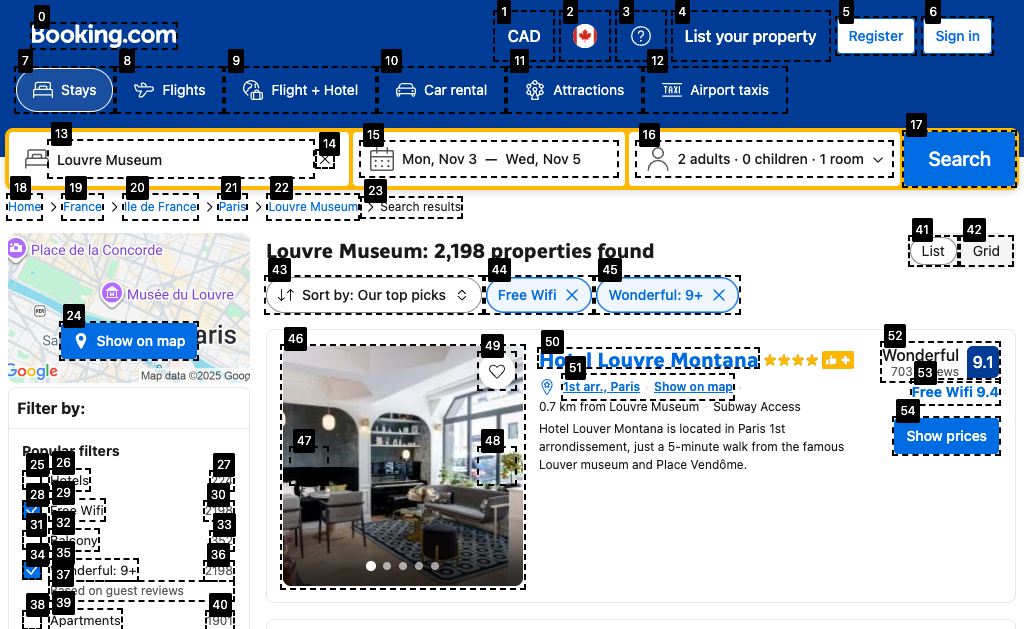 Booking.com
CAD
List your property
Register
Sign in
Stays
Flights
Flight + Hotel
Car rental
Attractions
Airport taxis
Louvre Museum
Mon, Nov 3 — Wed, Nov 5
2 adults · 0 children · 1 room
Search
Home
France
Ile de France
Paris
Louvre Museum
Search results
Place de la Concorde
Musée du Louvre
Show on map
Google
Map data ©2025 Goog
Filter by:
Popular filters
Hotels
Free Wifi
2198
Balcony
Wonderful: 9+
2198
Based on guest reviews
Apartments
1901
Louvre Museum: 2,198 properties found
List
Grid
Sort by: Our top picks
Free Wifi
Wonderful: 9+
Hotel Louvre Montana
1st arr., Paris
Show on map
0.7 km from Louvre Museum · Subway Access
Hotel Louver Montana is located in Paris 1st
arrondissement, just a 5-minute walk from the famous
Louver museum and Place Vendôme.
Wonderful
9.1
Free Wifi 9.4
Show prices
0
1
2
3
4
5
6
7
8
9
10
11
12
13
14
15
16
17
18
19
20
21
22
23
24
25
26
27
28
29
30
31
32
33
34
35
36
37
38
39
40
41
42
43
44
45
46
47
48
49
50
51
52
53
54